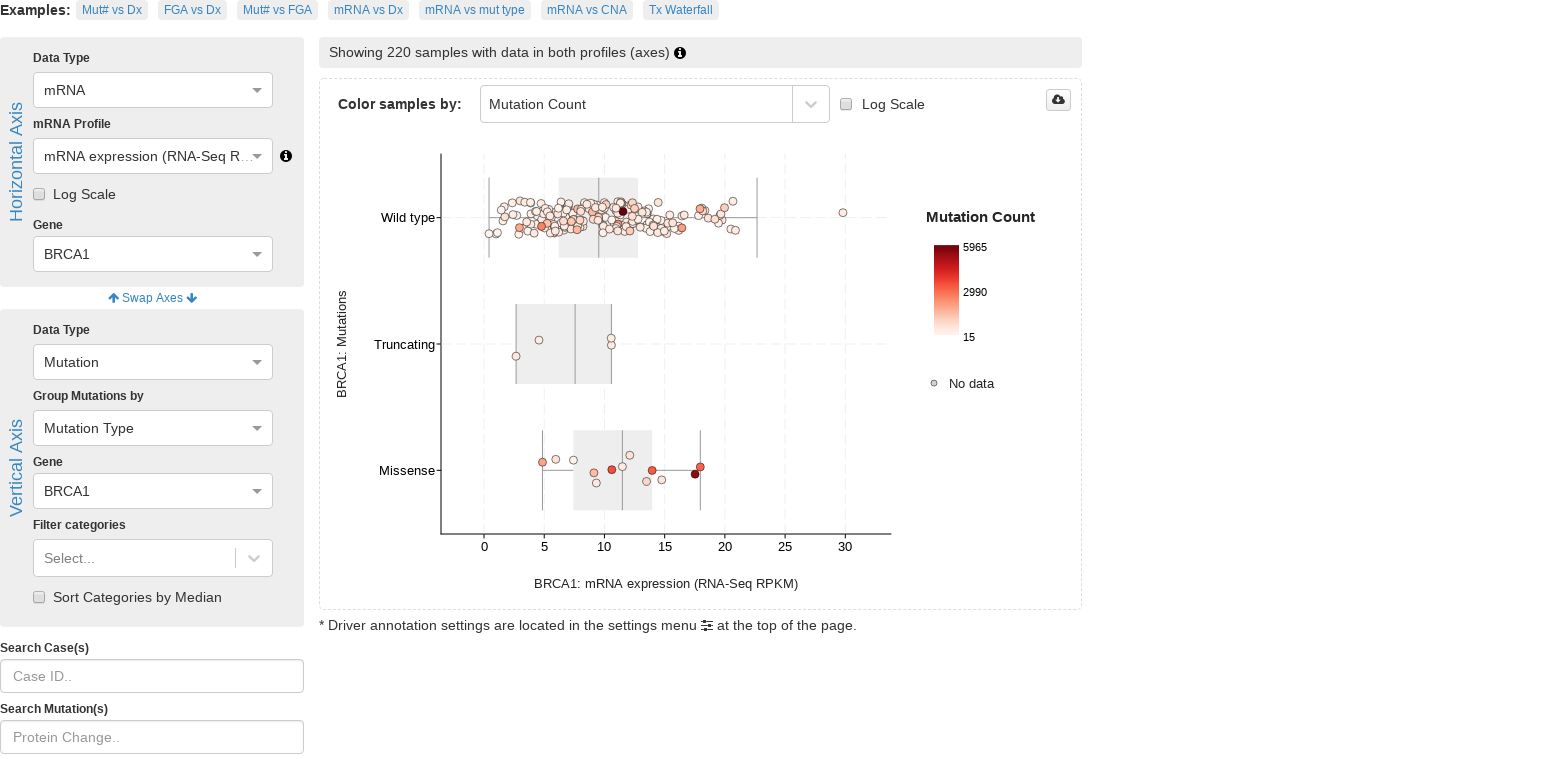 Examples: Mut# vs Dx FGA vs Dx Mut# vs FGA mRNA vs Dx mRNA vs mut type mRNA vs CNA Tx Waterfall
Horizontal Axis
Data Type
mRNA
mRNA Profile
mRNA expression (RNA-Seq R...
Log Scale
Gene
BRCA1
Swap Axes
Vertical Axis
Data Type
Mutation
Group Mutations by
Mutation Type
Gene
BRCA1
Filter categories
Select...
Sort Categories by Median
Search Case(s)
Case ID..
Search Mutation(s)
Protein Change..
Showing 220 samples with data in both profiles (axes)
Color samples by: Mutation Count Log Scale
BRCA1: Mutations
Wild type
Truncating
Missense
0 5 10 15 20 25 30
BRCA1: mRNA expression (RNA-Seq RPKM)
Mutation Count
5965
2990
15
No data
* Driver annotation settings are located in the settings menu at the top of the page.